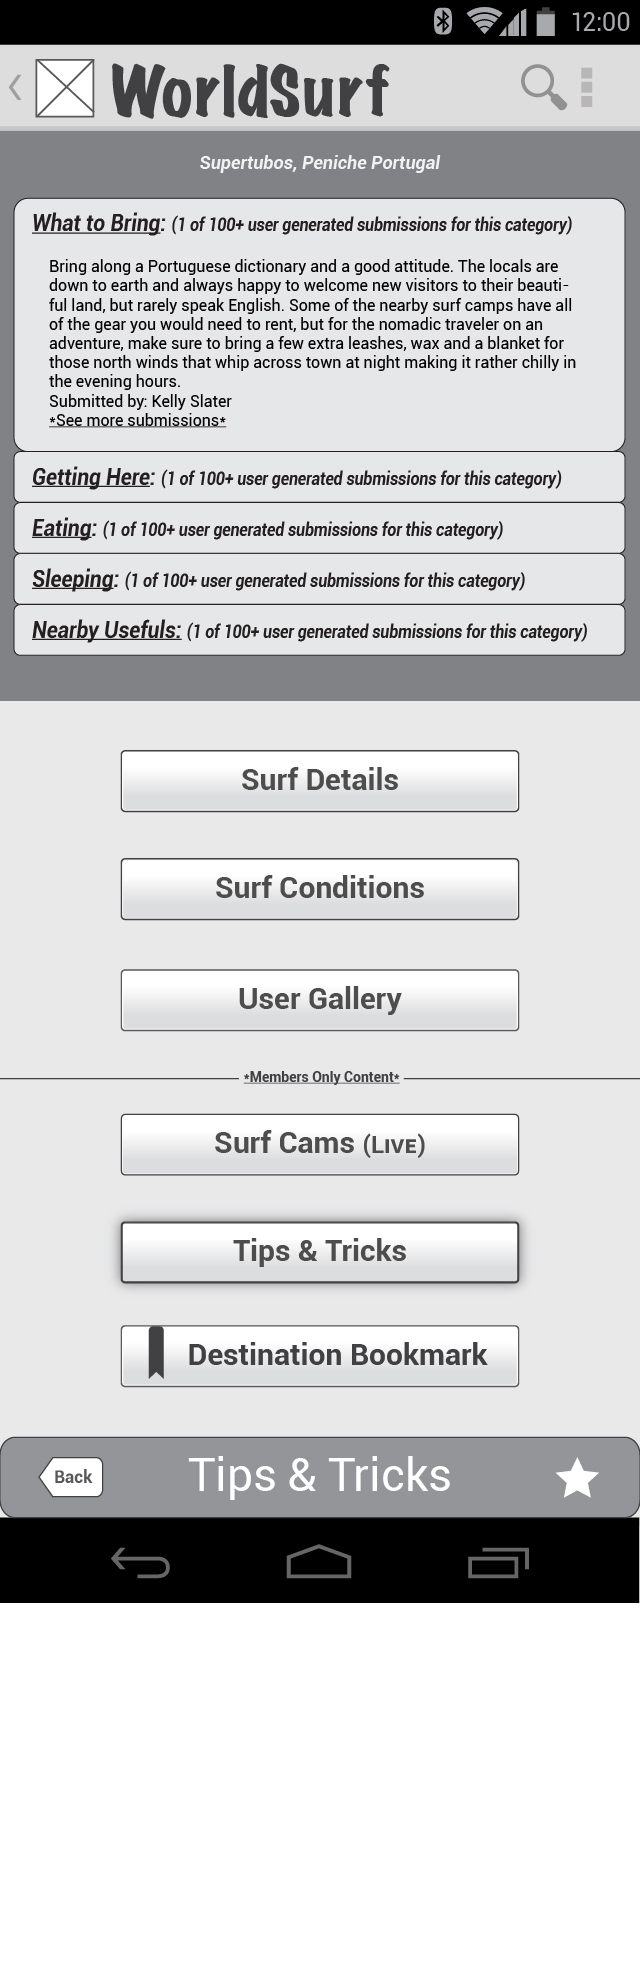 12:00
WorldSurf
Supertubos, Peniche Portugal
What to Bring: (1 of 100+ user generated submissions for this category)
Bring along a Portuguese dictionary and a good attitude. The locals are
down to earth and always happy to welcome new visitors to their beauti-
ful land, but rarely speak English. Some of the nearby surf camps have all
of the gear you would need to rent, but for the nomadic traveler on an
adventure, make sure to bring a few extra leashes, wax and a blanket for
those north winds that whip across town at night making it rather chilly in
the evening hours.
Submitted by: Kelly Slater
*See more submissions*
Getting Here: (1 of 100+ user generated submissions for this category)
Eating: (1 of 100+ user generated submissions for this category)
Sleeping: (1 of 100+ user generated submissions for this category)
Nearby Usefuls: (1 of 100+ user generated submissions for this category)
Surf Details
Surf Conditions
User Gallery
*Members Only Content*
Surf Cams (LIVE)
Tips & Tricks
Destination Bookmark
Back
Tips & Tricks